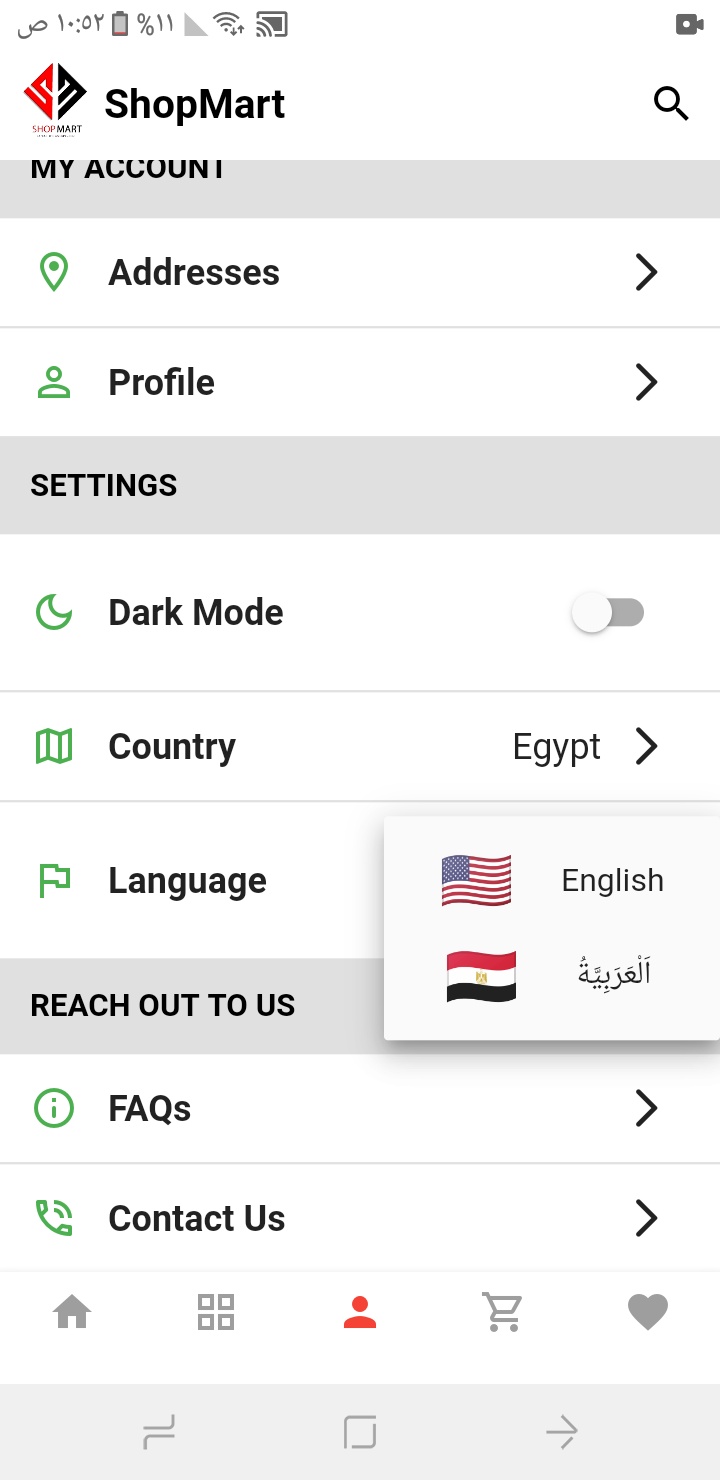 ص ١٠:٥٢ %١١
ShopMart
SHOPMART
MY ACCOUNT
Addresses
Profile
SETTINGS
Dark Mode
Country Egypt
Language
English
اَلْعَرَبِيَّةُ
REACH OUT TO US
FAQs
Contact Us